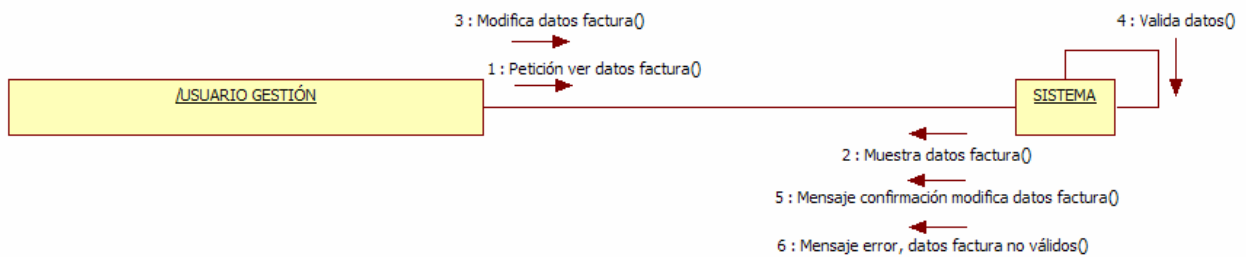 3 : Modifica datos factura()
4 : Valida datos()
1 : Petición ver datos factura()
/USUARIO GESTIÓN
SISTEMA
2 : Muestra datos factura()
5 : Mensaje confirmación modifica datos factura()
6 : Mensaje error, datos factura no válidos()